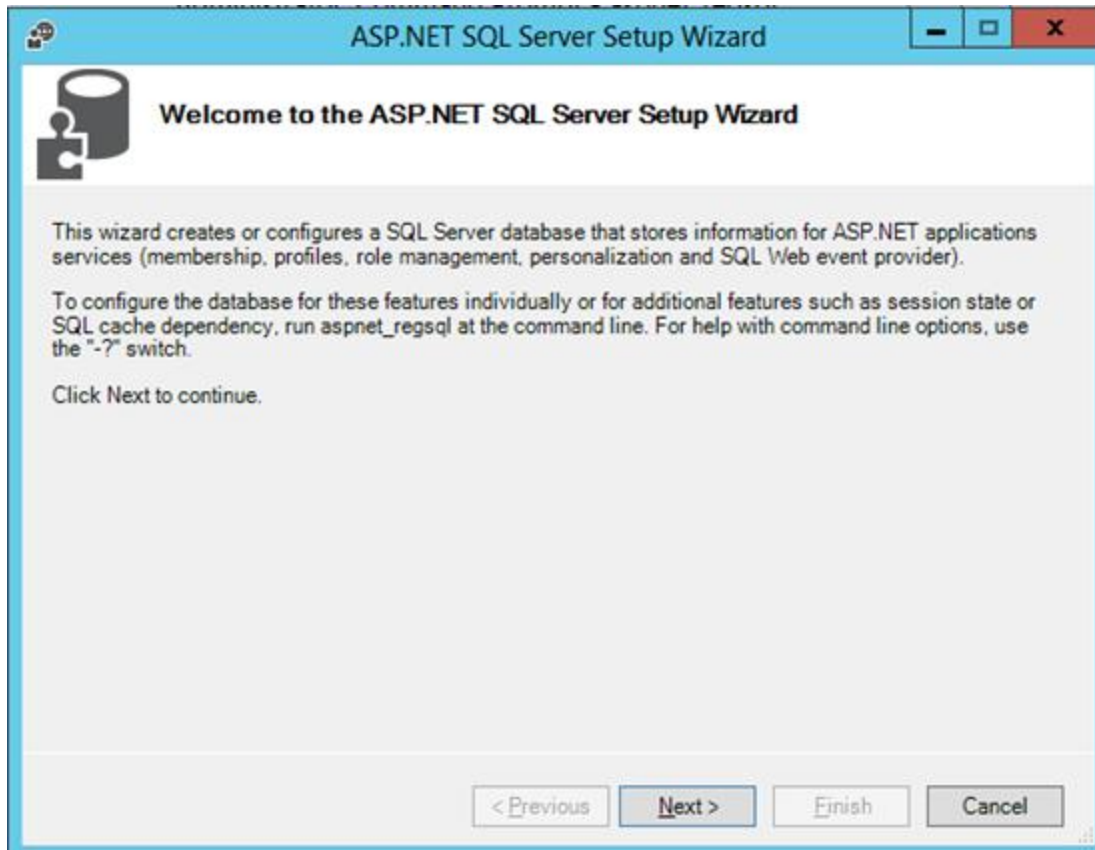 ASP.NET SQL Server Setup Wizard
Welcome to the ASP.NET SQL Server Setup Wizard
This wizard creates or configures a SQL Server database that stores information for ASP.NET applications
services (membership, profiles, role management, personalization and SQL Web event provider).
To configure the database for these features individually or for additional features such as session state or
SQL cache dependency, run aspnet_regsql at the command line. For help with command line options, use
the "-?" switch.
Click Next to continue.
< Previous Next > Finish Cancel